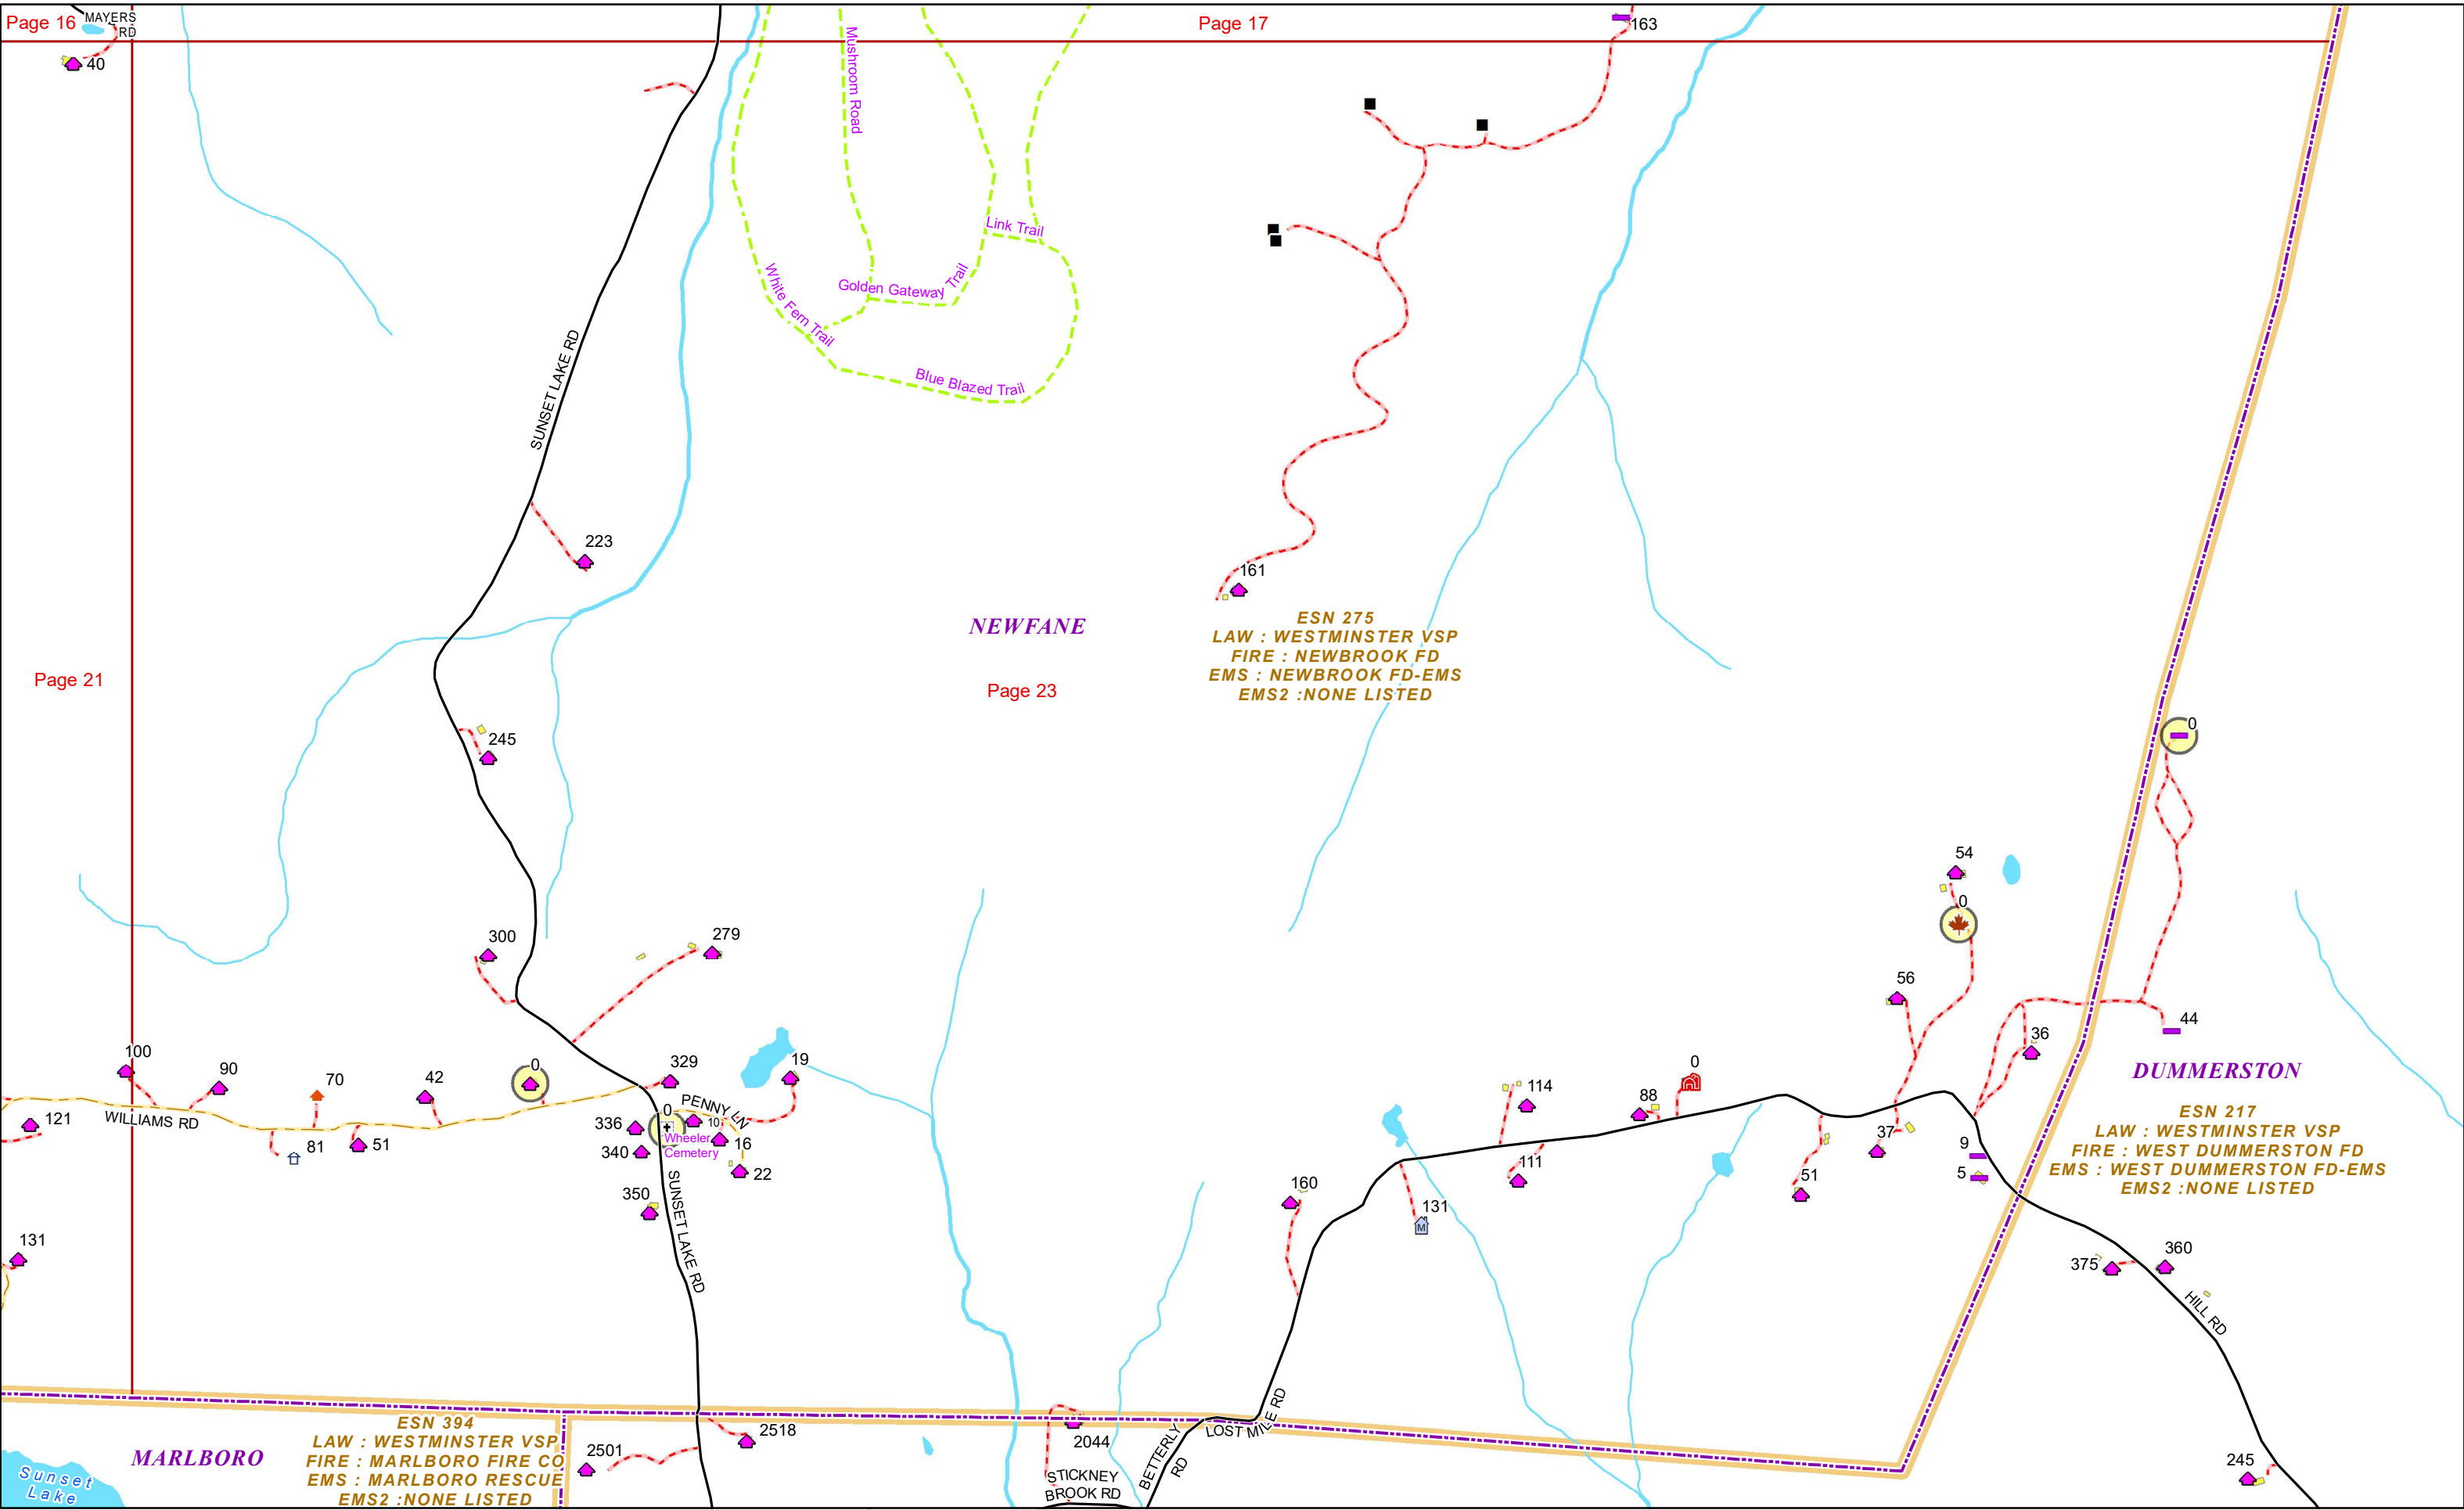 Page 16
MAYERS
RD
40
Page 17
163
Mushroom Road
Link Trail
Golden Gateway Trail
White Fern Trail
Blue Blazed Trail
SUNSET LAKE RD
223
161
NEWFANE
ESN 275
LAW : WESTMINSTER VSP
FIRE : NEWBROOK FD
EMS : NEWBROOK FD-EMS
EMS2 :NONE LISTED
Page 21
Page 23
245
0
54
0
300
279
56
44
36
100
90
70
42
0
329
19
0
114
88
DUMMERSTON
ESN 217
LAW : WESTMINSTER VSP
FIRE : WEST DUMMERSTON FD
EMS : WEST DUMMERSTON FD-EMS
EMS2 :NONE LISTED
121
WILLIAMS RD
81
51
336
0
PENNY LN
10
Wheeler
Cemetery
16
340
22
350
SUNSET LAKE RD
37
9
5
111
51
160
131
131
375
360
HILL RD
MARLBORO
ESN 394
LAW : WESTMINSTER VSP
FIRE : MARLBORO FIRE CO
EMS : MARLBORO RESCUE
EMS2 :NONE LISTED
Sunset
Lake
2501
2518
2044
STICKNEY
BROOK RD
BETTERLY
RD
LOST MILE RD
245